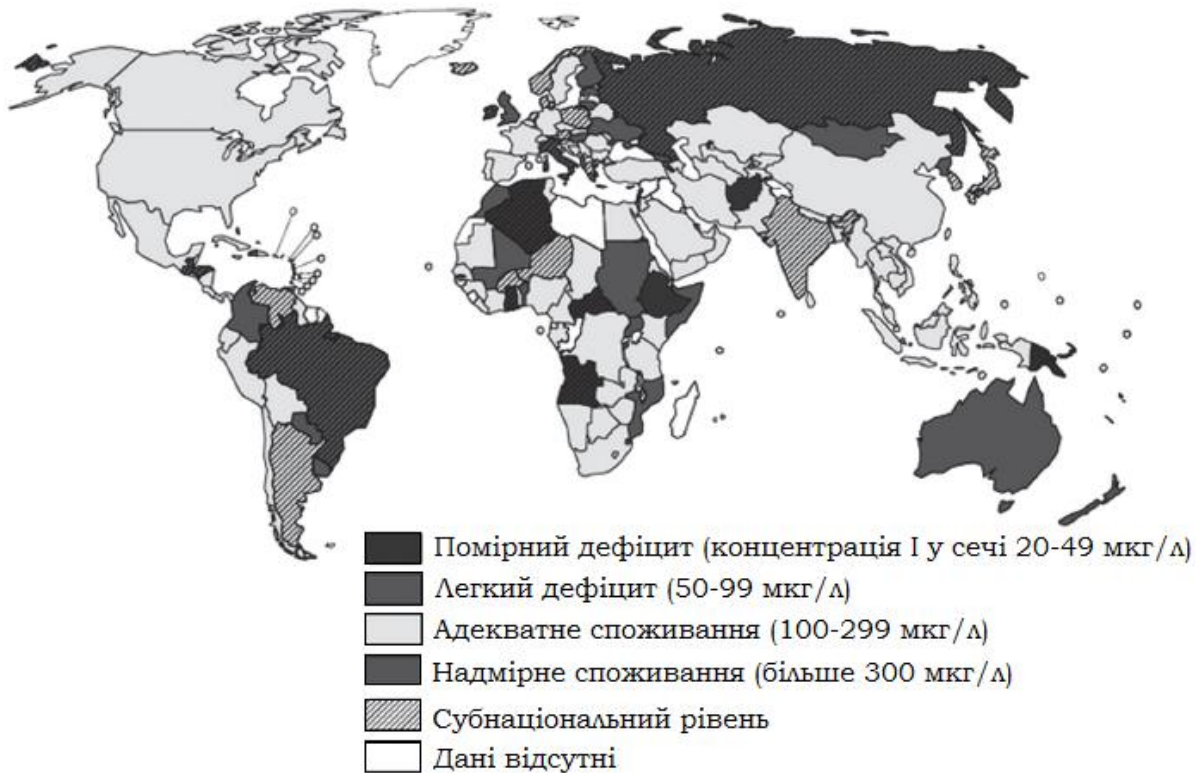 Помірний дефіцит (концентрація I у сечі 20-49 мкг/л)
Легкий дефіцит (50-99 мкг/л)
Адекватне споживання (100-299 мкг/л)
Надмірне споживання (більше 300 мкг/л)
Субнаціональний рівень
Дані відсутні